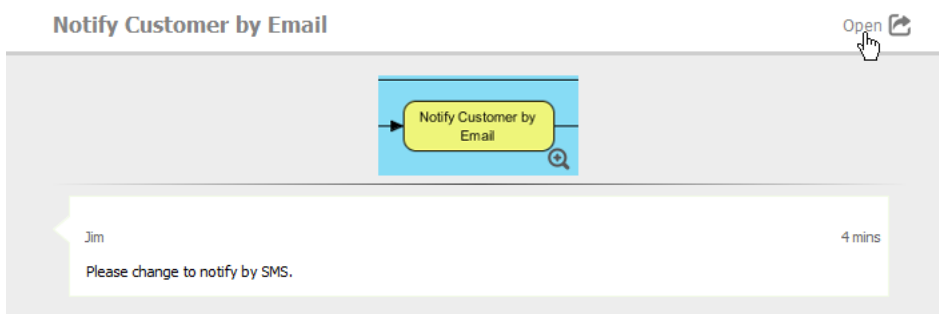 Notify Customer by Email
Open
Notify Customer by
Email
Jim
4 mins
Please change to notify by SMS.